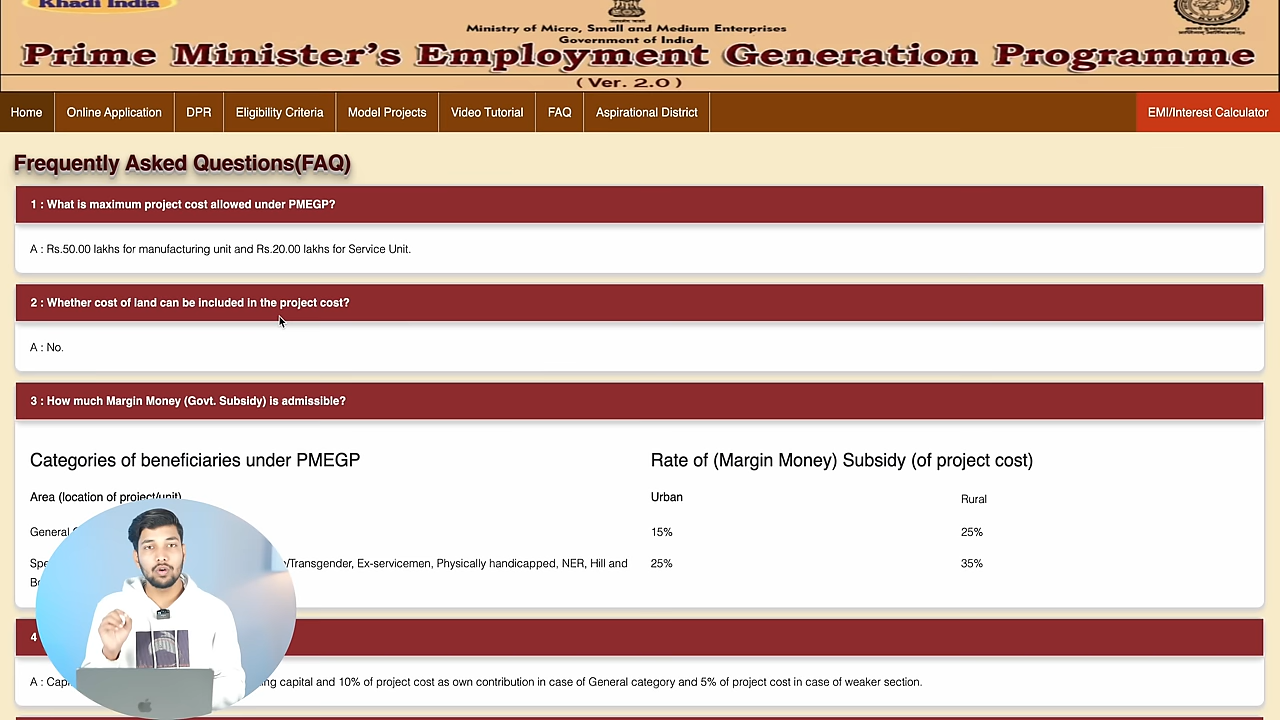 Khadi India
Ministry of Micro, Small and Medium Enterprises
Government of India
Prime Minister's Employment Generation Programme
( Ver. 2.0 )
Home Online Application DPR Eligibility Criteria Model Projects Video Tutorial FAQ Aspirational District EMI/Interest Calculator
Frequently Asked Questions(FAQ)
1 : What is maximum project cost allowed under PMEGP?
A : Rs.50.00 lakhs for manufacturing unit and Rs.20.00 lakhs for Service Unit.
2 : Whether cost of land can be included in the project cost?
A : No.
3 : How much Margin Money (Govt. Subsidy) is admissible?
Categories of beneficiaries under PMEGP Rate of (Margin Money) Subsidy (of project cost)
Area (location of project/unit) Urban Rural
General 15% 25%
/Transgender, Ex-servicemen, Physically handicapped, NER, Hill and 25% 35%
4
A : capital and 10% of project cost as own contribution in case of General category and 5% of project cost in case of weaker section.